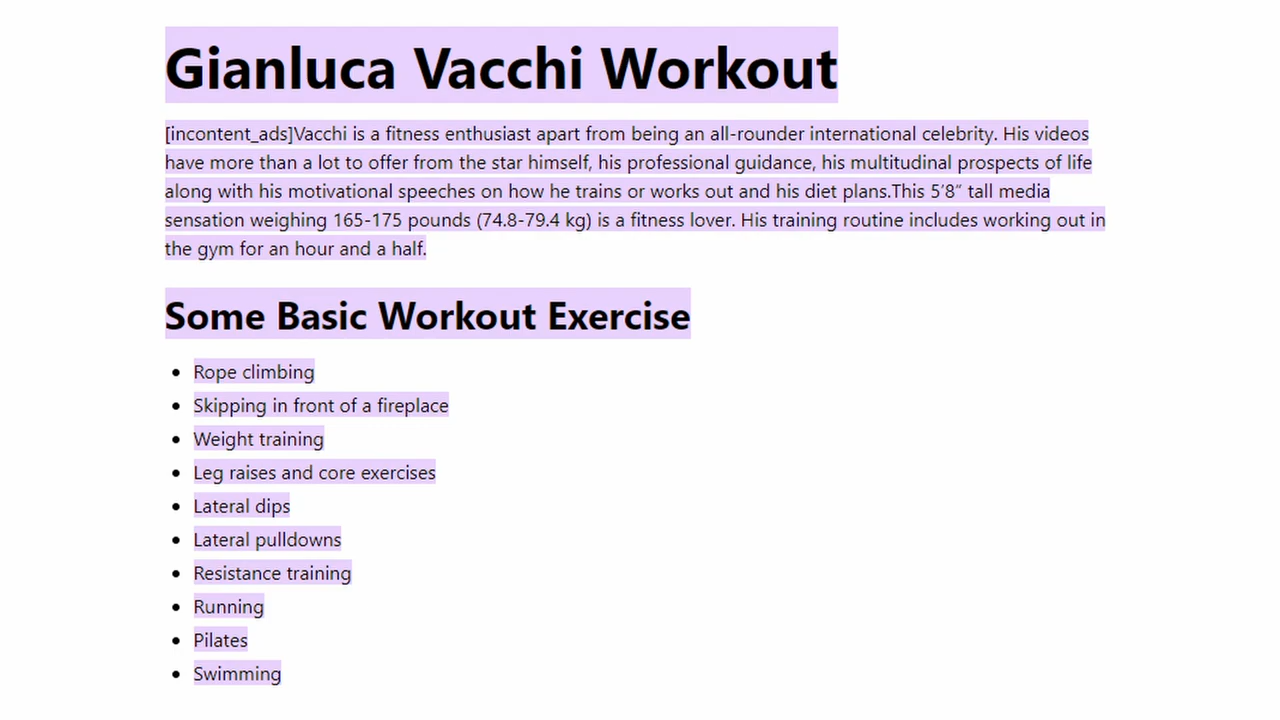 Gianluca Vacchi Workout
[incontent_ads]Vacchi is a fitness enthusiast apart from being an all-rounder international celebrity. His videos
have more than a lot to offer from the star himself, his professional guidance, his multitudinal prospects of life
along with his motivational speeches on how he trains or works out and his diet plans.This 5′8″ tall media
sensation weighing 165-175 pounds (74.8-79.4 kg) is a fitness lover. His training routine includes working out in
the gym for an hour and a half.
Some Basic Workout Exercise
• Rope climbing
• Skipping in front of a fireplace
• Weight training
• Leg raises and core exercises
• Lateral dips
• Lateral pulldowns
• Resistance training
• Running
• Pilates
• Swimming